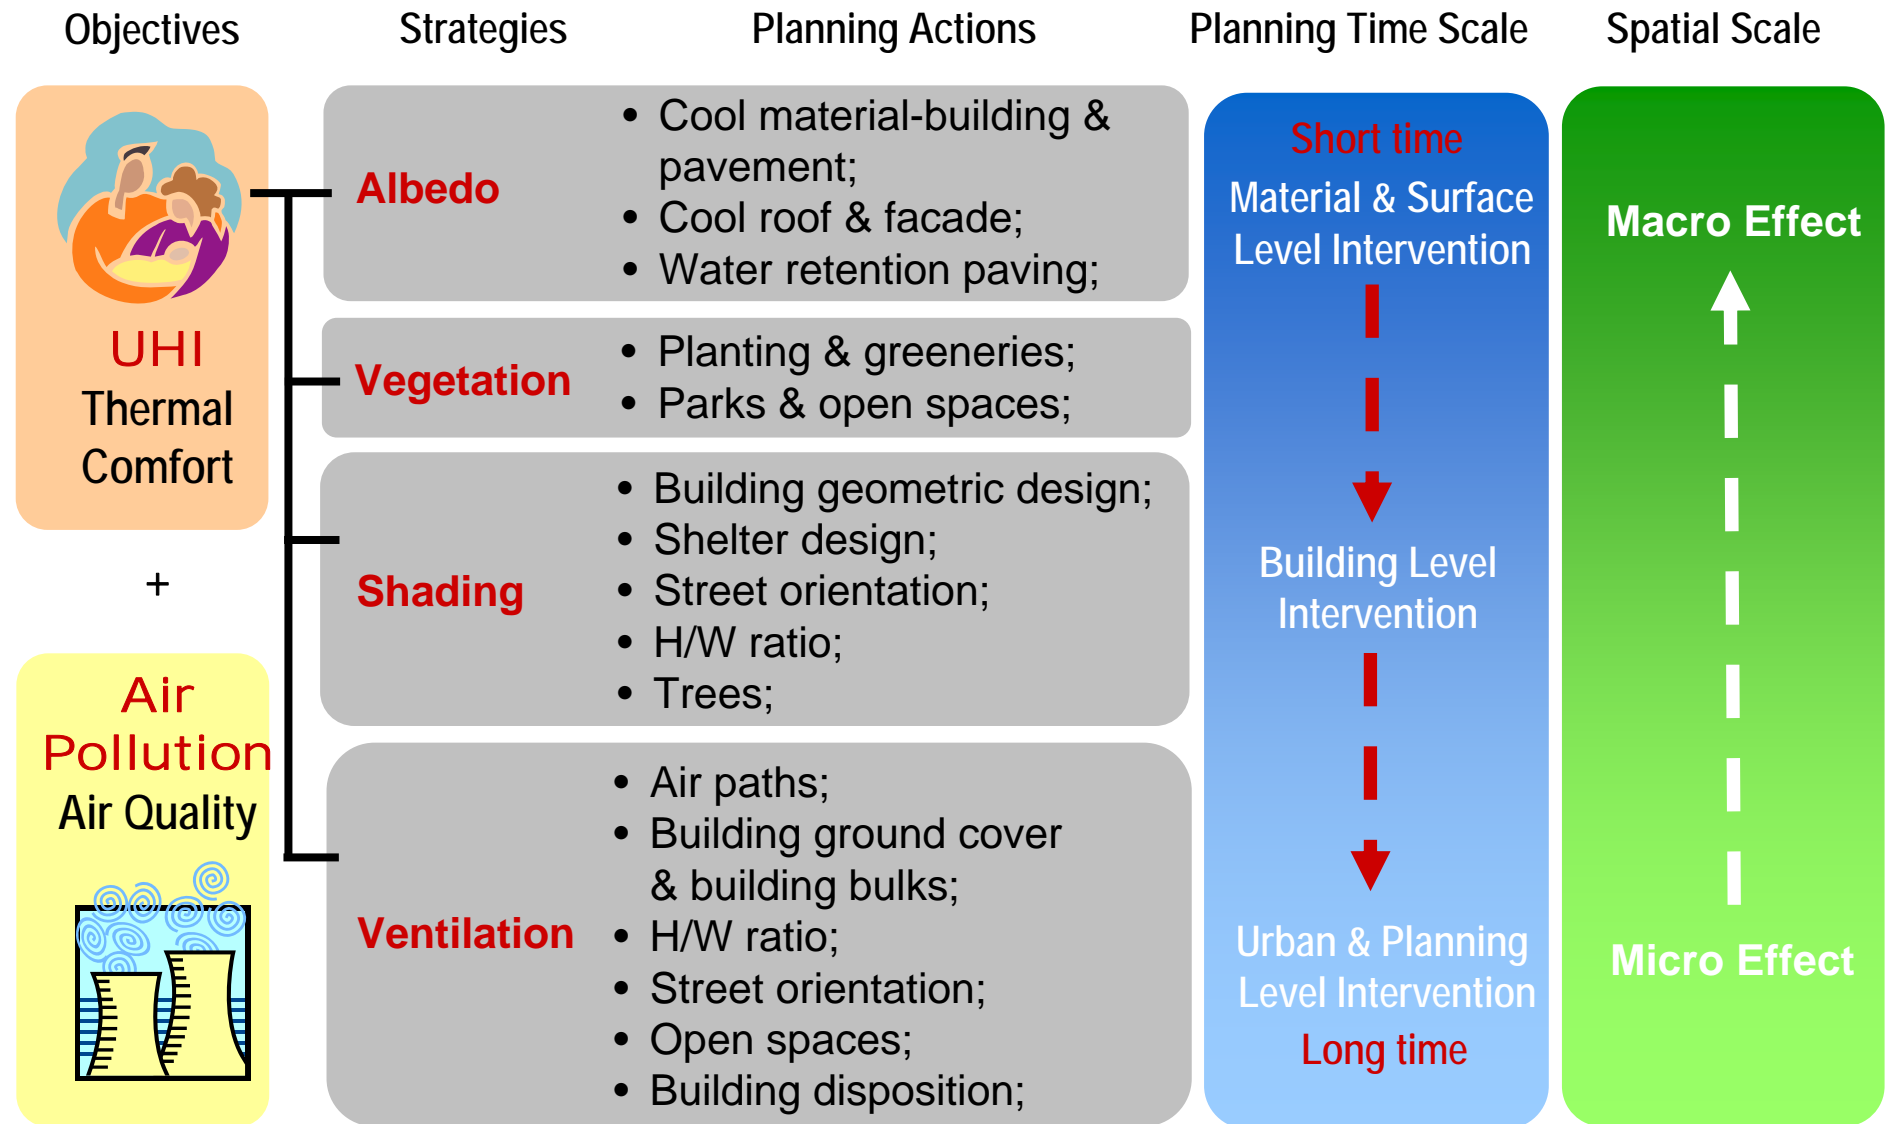 Objectives
Strategies
Planning Actions
Planning Time Scale
Spatial Scale
UHI
Thermal
Comfort
+
Air
Pollution
Air Quality
Albedo
• Cool material-building &
pavement;
• Cool roof & facade;
• Water retention paving;
Vegetation
• Planting & greeneries;
• Parks & open spaces;
Shading
• Building geometric design;
• Shelter design;
• Street orientation;
• H/W ratio;
• Trees;
Ventilation
• Air paths;
• Building ground cover
& building bulks;
• H/W ratio;
• Street orientation;
• Open spaces;
• Building disposition;
Short time
Material & Surface
Level Intervention
Building Level
Intervention
Urban & Planning
Level Intervention
Long time
Macro Effect
Micro Effect